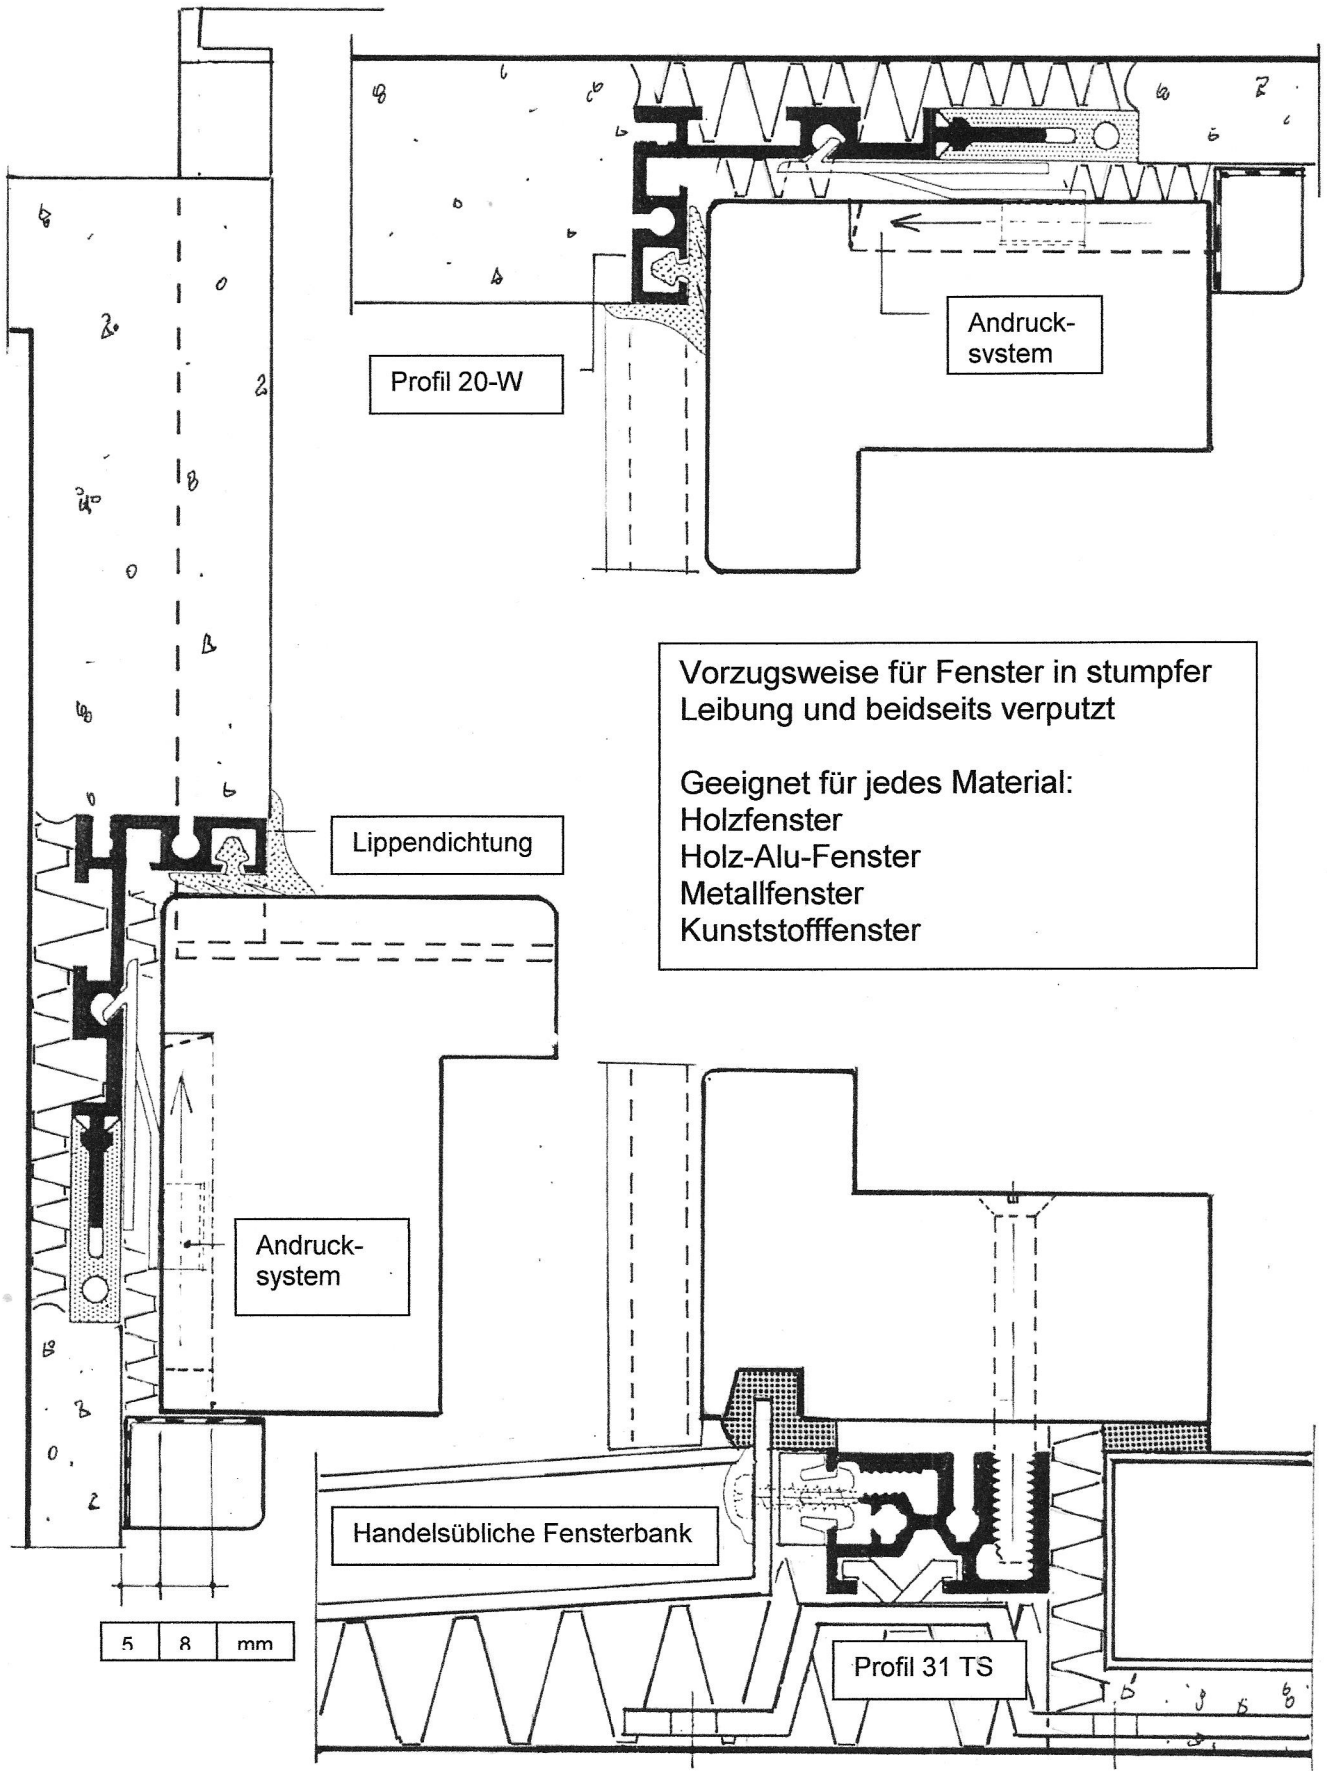 Andruck-
svstem
Profil 20-W
Vorzugsweise für Fenster in stumpfer
Leibung und beidseits verputzt
Geeignet für jedes Material:
Holzfenster
Holz-Alu-Fenster
Metallfenster
Kunststofffenster
Lippendichtung
Andruck-
system
Handelsübliche Fensterbank
5 8 mm
Profil 31 TS